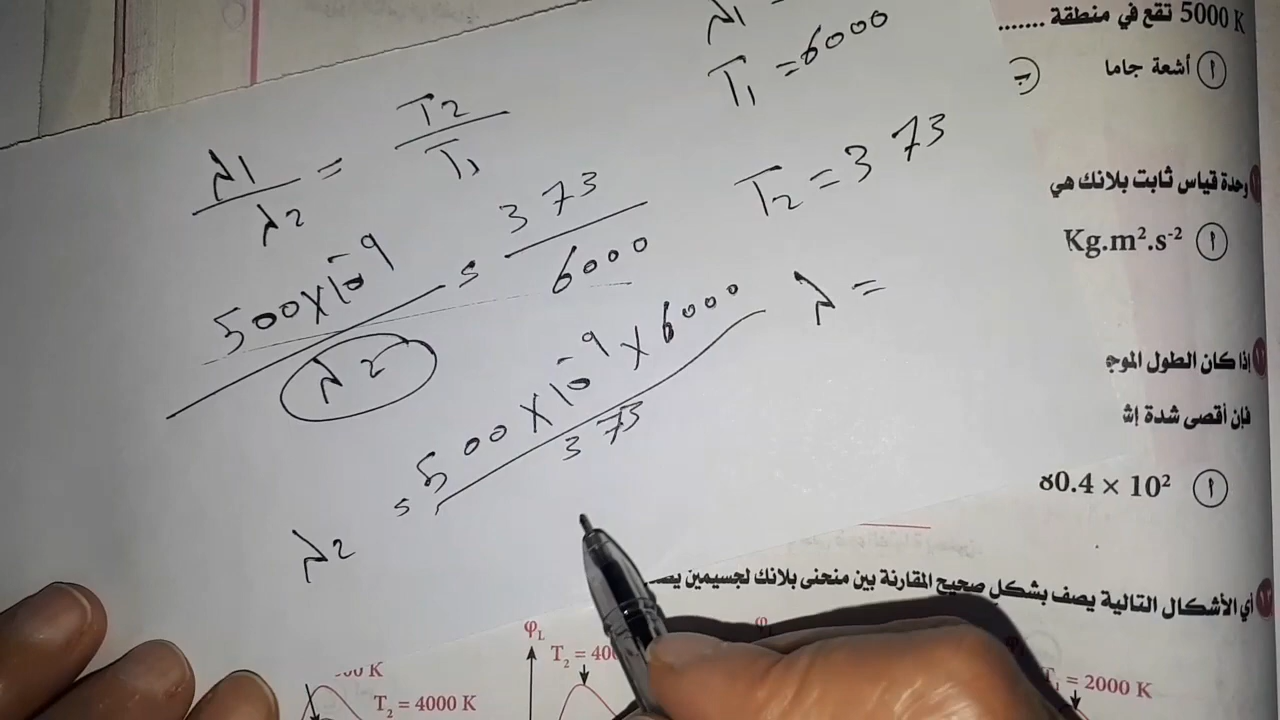 5000 K تقع في منطقة .......
أ أشعة جاما
ب
وحدة قياس ثابت بلانك هي
أ Kg.m².s⁻²
إذا كان الطول الموج
فإن أقصى شدة إش
أ 80.4 × 10²
أي الأشكال التالية يصف بشكل صحيح المقارنة بين منحنى بلانك لجسيمين يص
φL
T₂ = 400
T₂ = 4000 K
T₁ = 2000 K
λ1
T₁ = 6000
T₂ = 373
λ1/λ2 = T2/T1
500×10⁻⁹/λ2 = 373/6000
λ =
λ2 = 500×10⁻⁹×6000/373